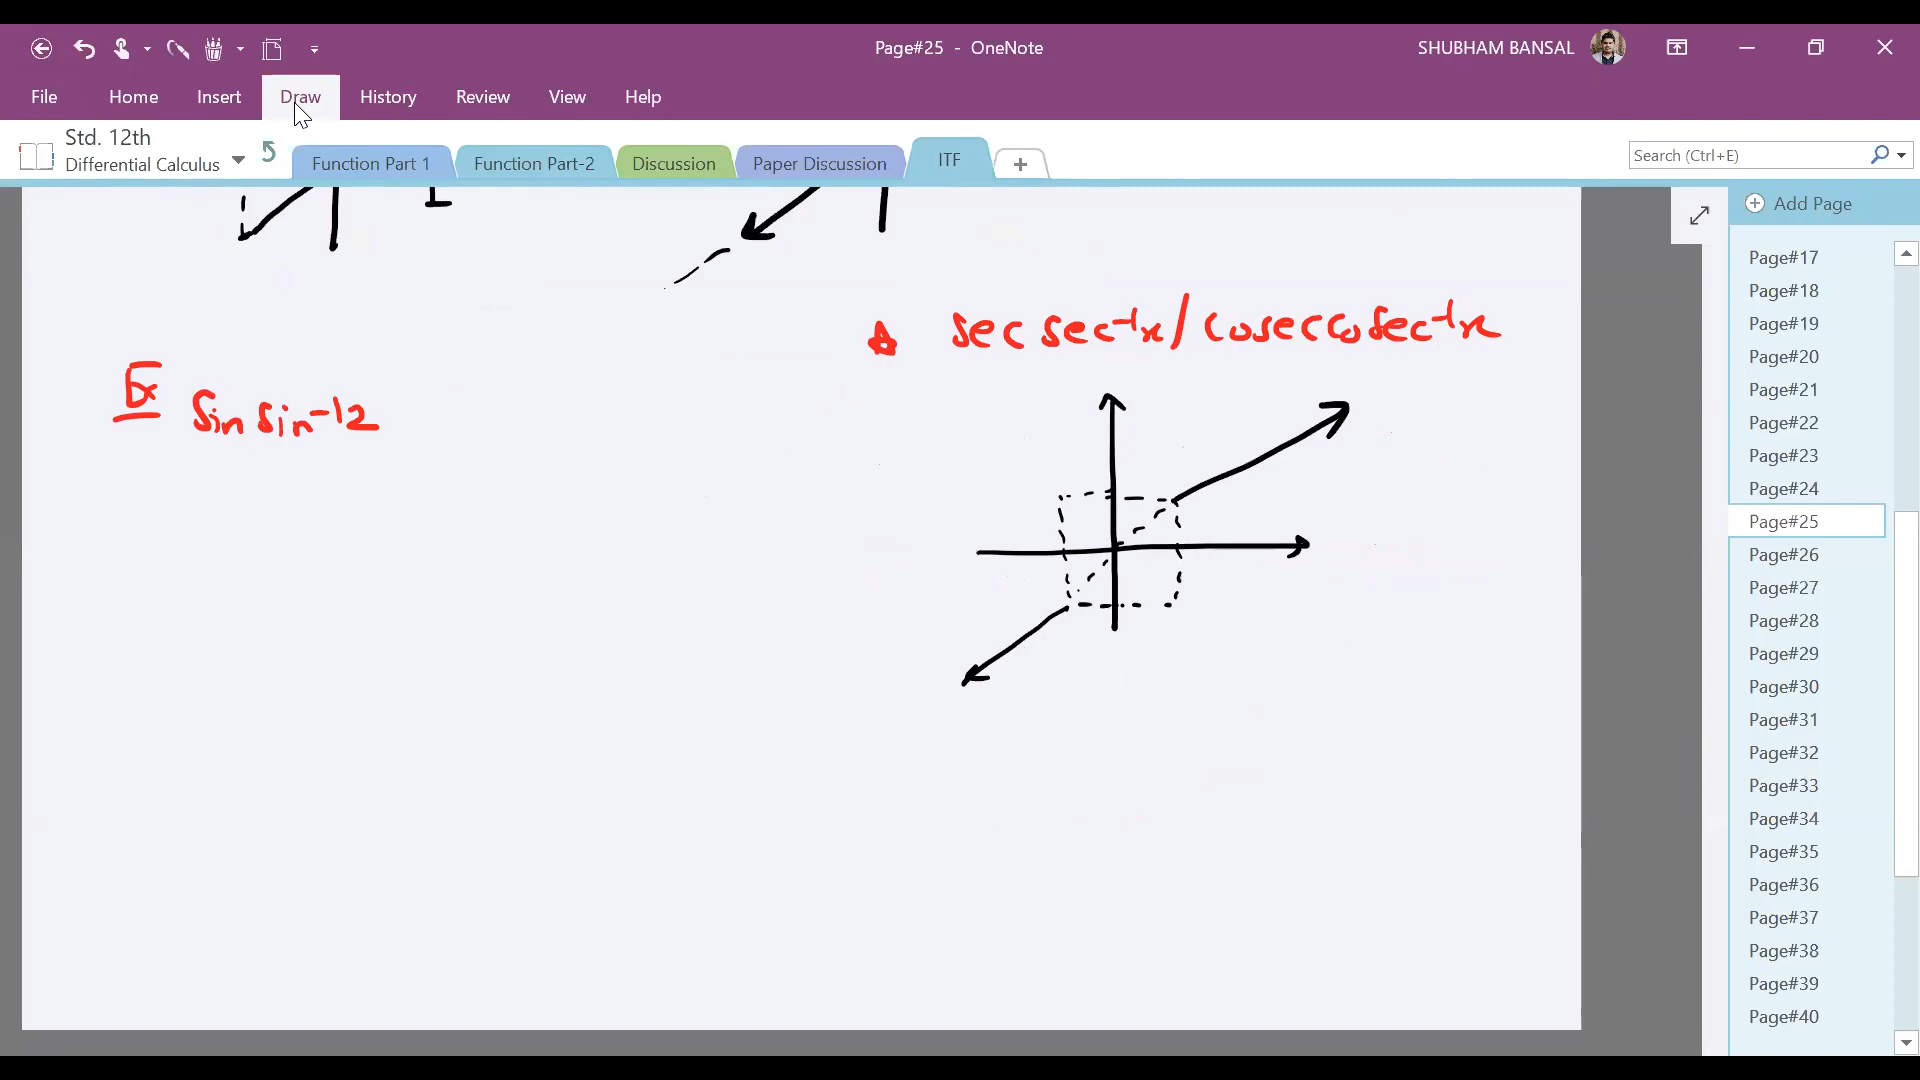 Page#25 - OneNote
SHUBHAM BANSAL
File Home Insert Draw History Review View Help
Std. 12th
Differential Calculus
Function Part 1
Function Part-2
Discussion
Paper Discussion
ITF
Search (Ctrl+E)
Add Page
sec sec⁻¹x / cosec cosec⁻¹x
Ex
sin sin⁻¹2
Page#17
Page#18
Page#19
Page#20
Page#21
Page#22
Page#23
Page#24
Page#25
Page#26
Page#27
Page#28
Page#29
Page#30
Page#31
Page#32
Page#33
Page#34
Page#35
Page#36
Page#37
Page#38
Page#39
Page#40